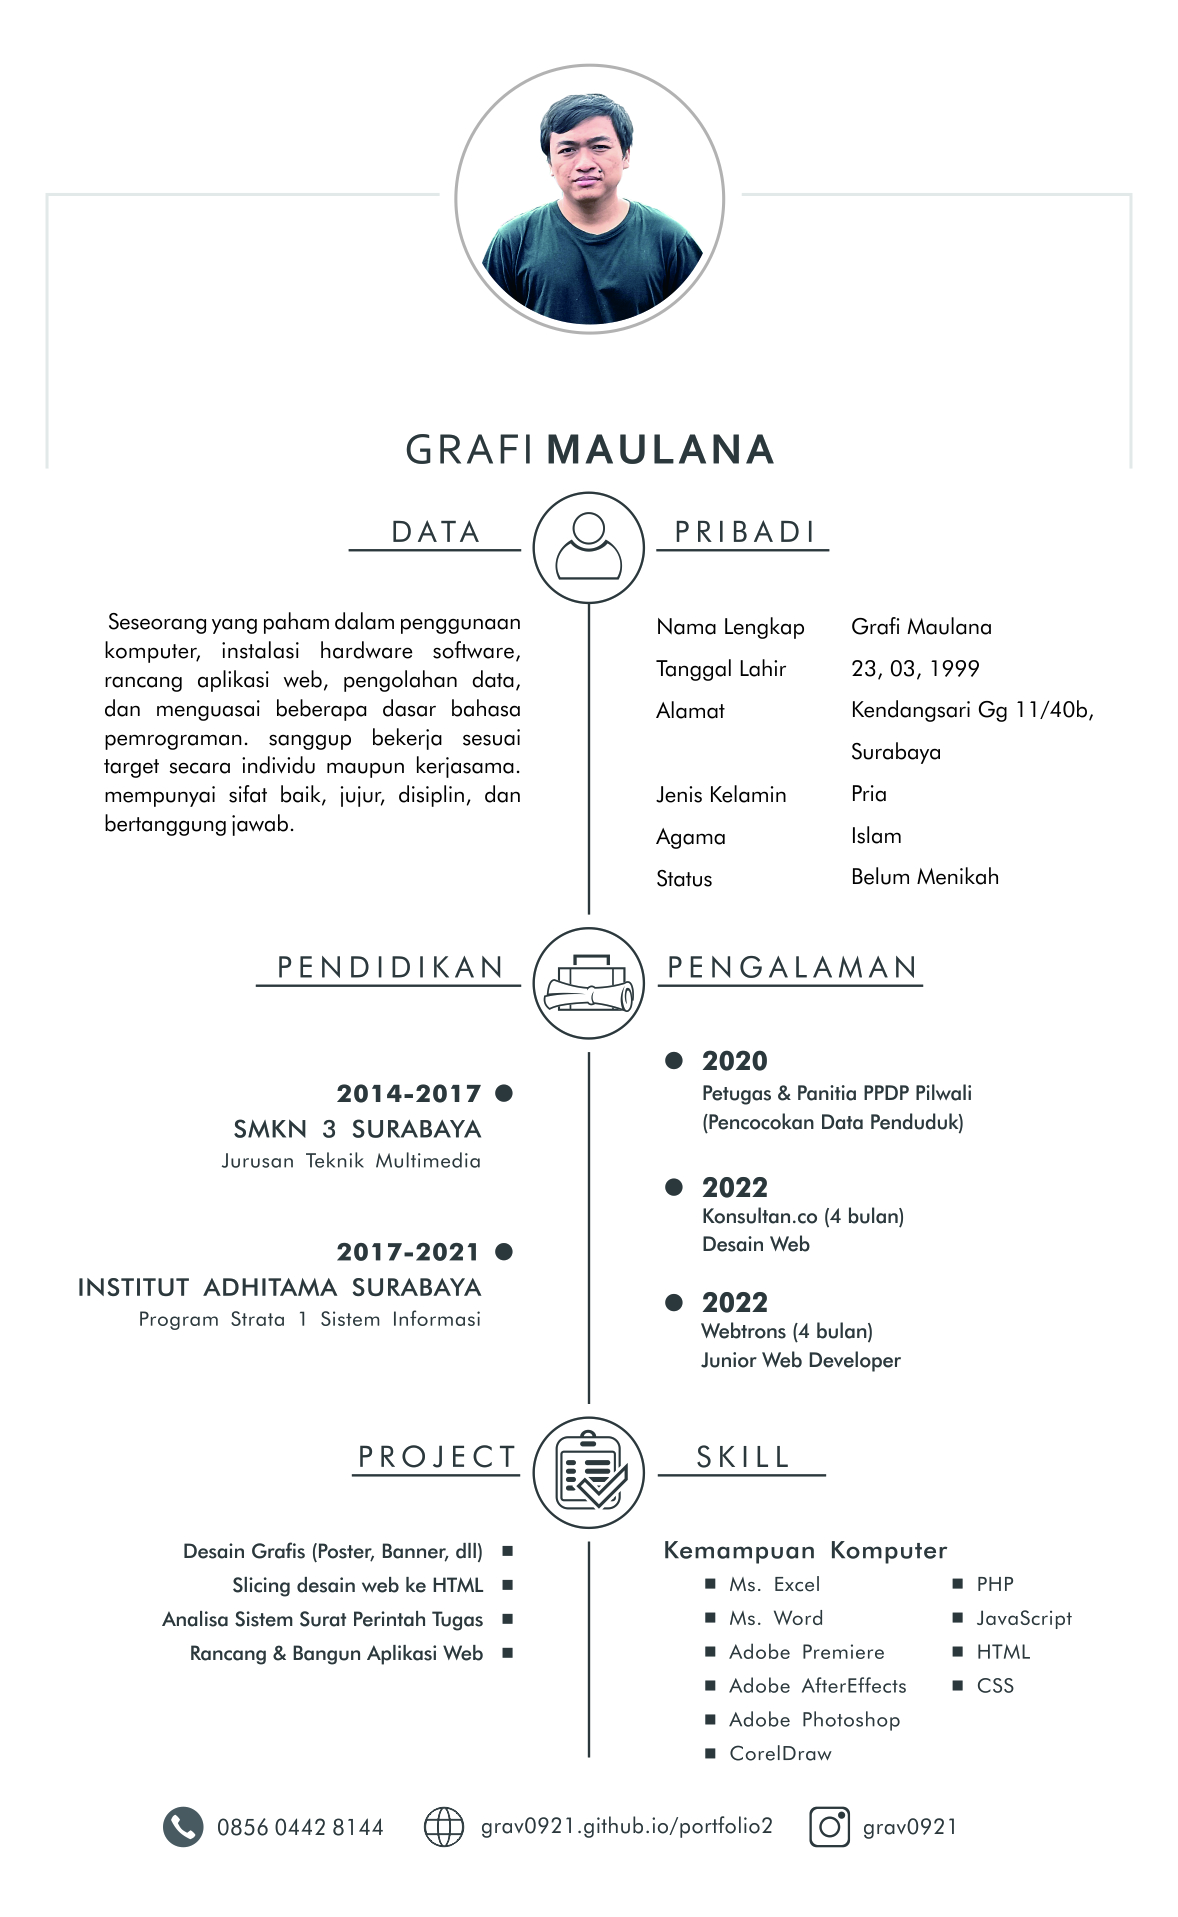 GRAFI MAULANA
DATA PRIBADI
Seseorang yang paham dalam penggunaan
komputer, instalasi hardware software,
rancang aplikasi web, pengolahan data,
dan menguasai beberapa dasar bahasa
pemrograman. sanggup bekerja sesuai
target secara individu maupun kerjasama.
mempunyai sifat baik, jujur, disiplin, dan
bertanggung jawab.
Nama Lengkap Grafi Maulana
Tanggal Lahir 23, 03, 1999
Alamat Kendangsari Gg 11/40b,
Surabaya
Jenis Kelamin Pria
Agama Islam
Status Belum Menikah
PENDIDIKAN
2014-2017
SMKN 3 SURABAYA
Jurusan Teknik Multimedia
2017-2021
INSTITUT ADHITAMA SURABAYA
Program Strata 1 Sistem Informasi
PENGALAMAN
2020
Petugas & Panitia PPDP Pilwali
(Pencocokan Data Penduduk)
2022
Konsultan.co (4 bulan)
Desain Web
2022
Webtrons (4 bulan)
Junior Web Developer
PROJECT
Desain Grafis (Poster, Banner, dll)
Slicing desain web ke HTML
Analisa Sistem Surat Perintah Tugas
Rancang & Bangun Aplikasi Web
SKILL
Kemampuan Komputer
Ms. Excel
Ms. Word
Adobe Premiere
Adobe AfterEffects
Adobe Photoshop
CorelDraw
PHP
JavaScript
HTML
CSS
0856 0442 8144 grav0921.github.io/portfolio2 grav0921